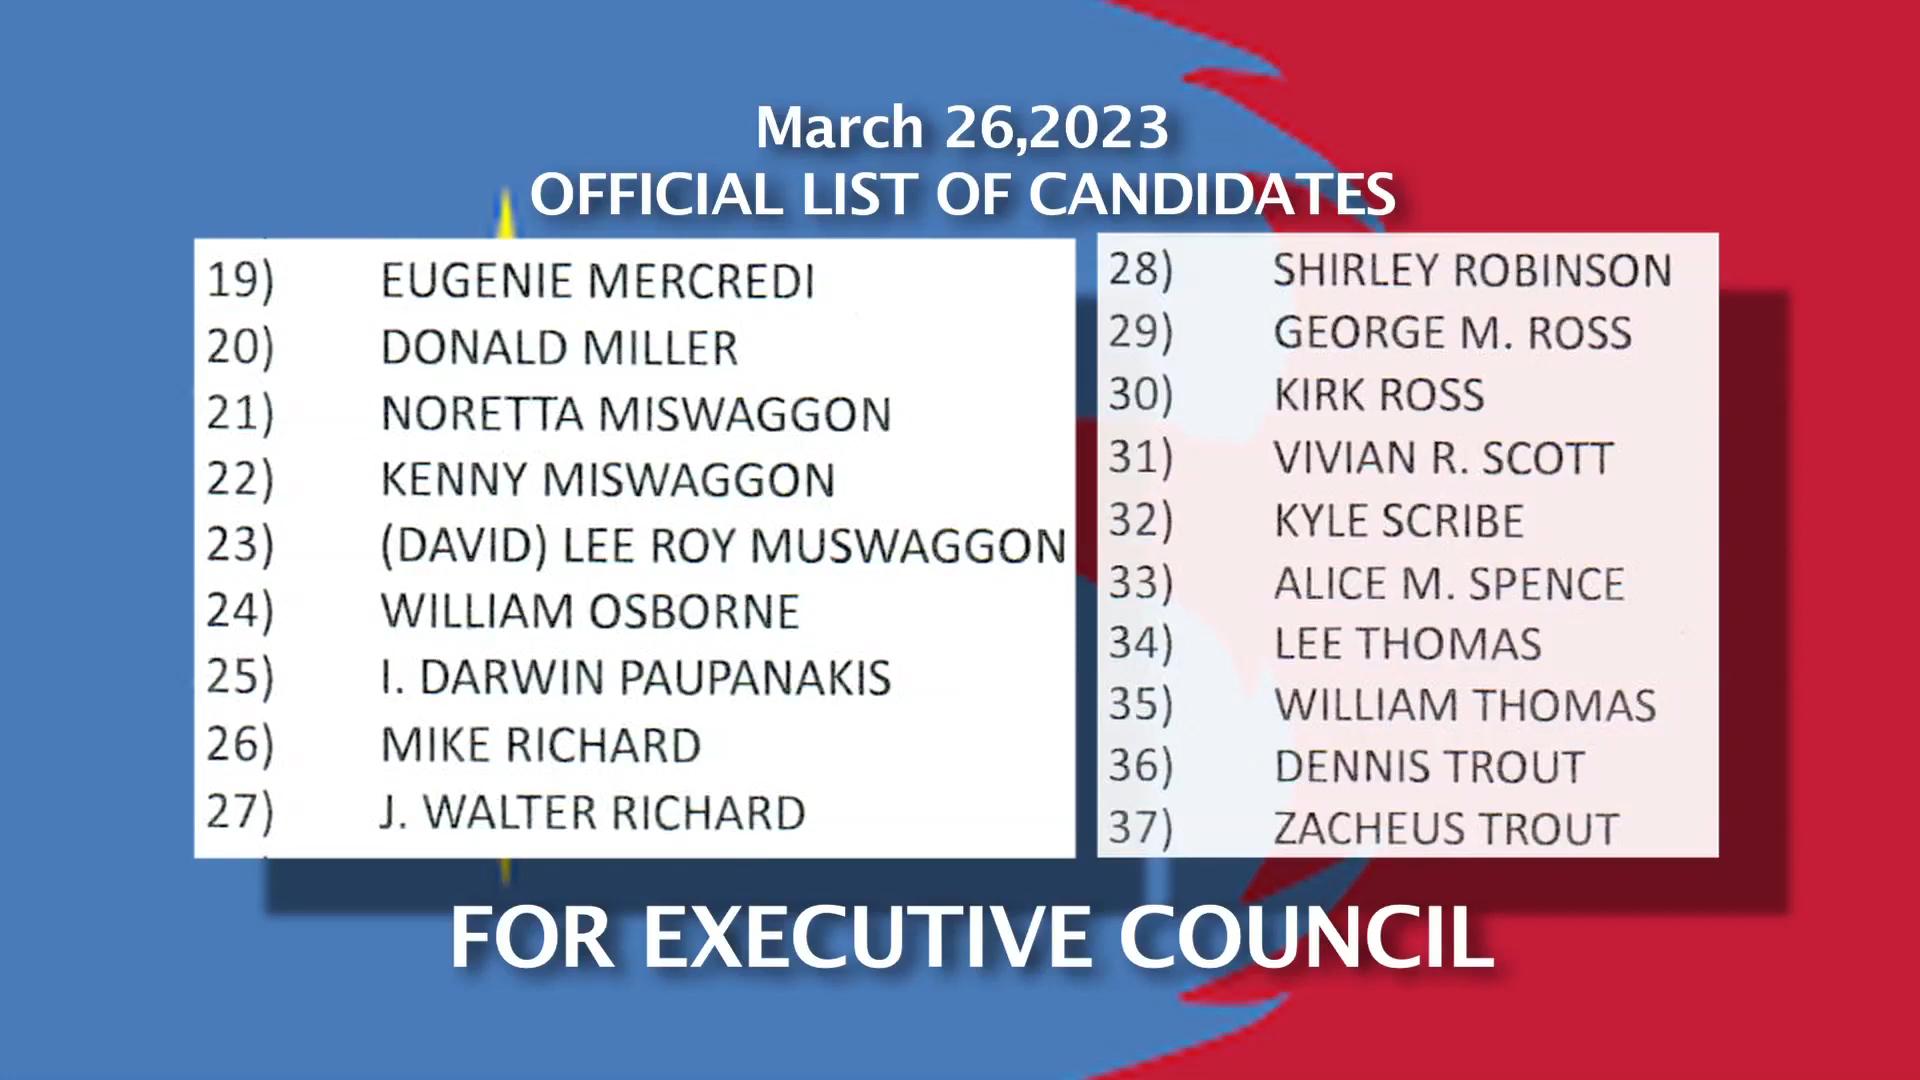 March 26,2023
OFFICIAL LIST OF CANDIDATES
19) EUGENIE MERCREDI
20) DONALD MILLER
21) NORETTA MISWAGGON
22) KENNY MISWAGGON
23) (DAVID) LEE ROY MUSWAGGON
24) WILLIAM OSBORNE
25) I. DARWIN PAUPANAKIS
26) MIKE RICHARD
27) J. WALTER RICHARD
28) SHIRLEY ROBINSON
29) GEORGE M. ROSS
30) KIRK ROSS
31) VIVIAN R. SCOTT
32) KYLE SCRIBE
33) ALICE M. SPENCE
34) LEE THOMAS
35) WILLIAM THOMAS
36) DENNIS TROUT
37) ZACHEUS TROUT
FOR EXECUTIVE COUNCIL